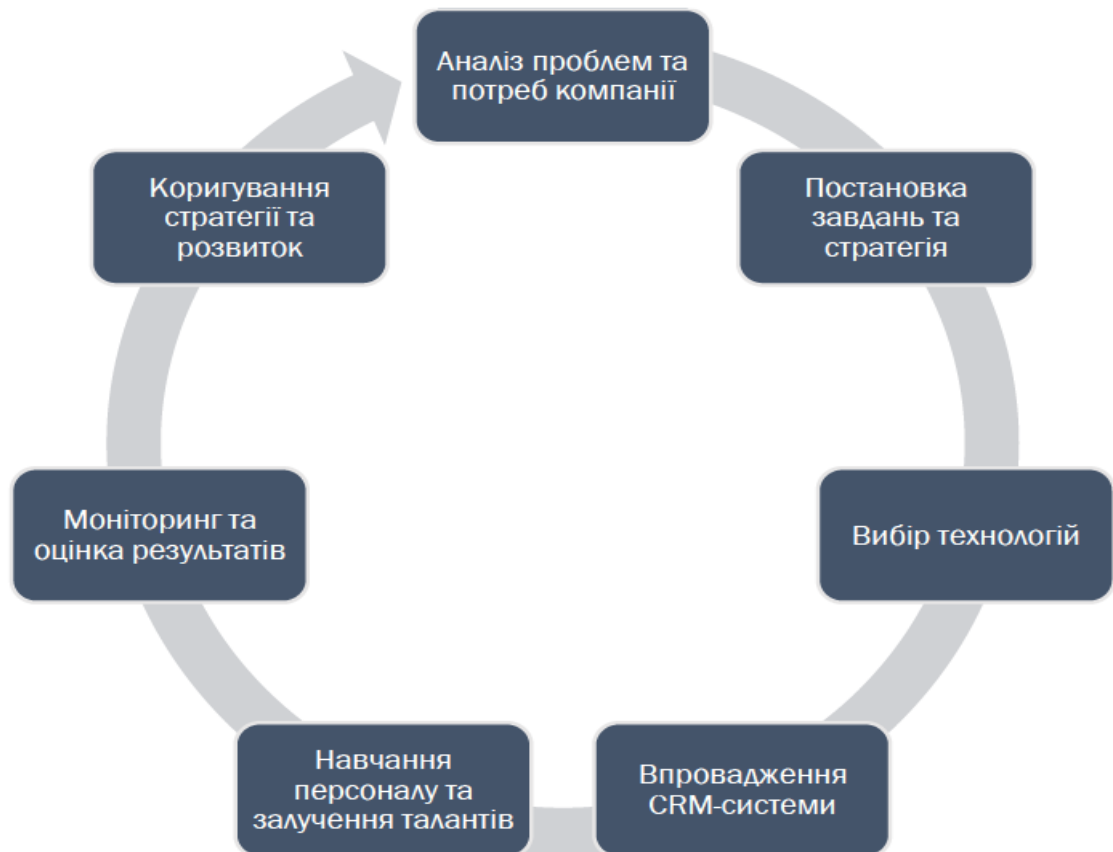 Аналіз проблем та
потреб компанії
Постановка
завдань та
стратегія
Вибір технологій
Впровадження
CRM-системи
Навчання
персоналу та
залучення талантів
Моніторинг та
оцінка результатів
Коригування
стратегії та
розвиток